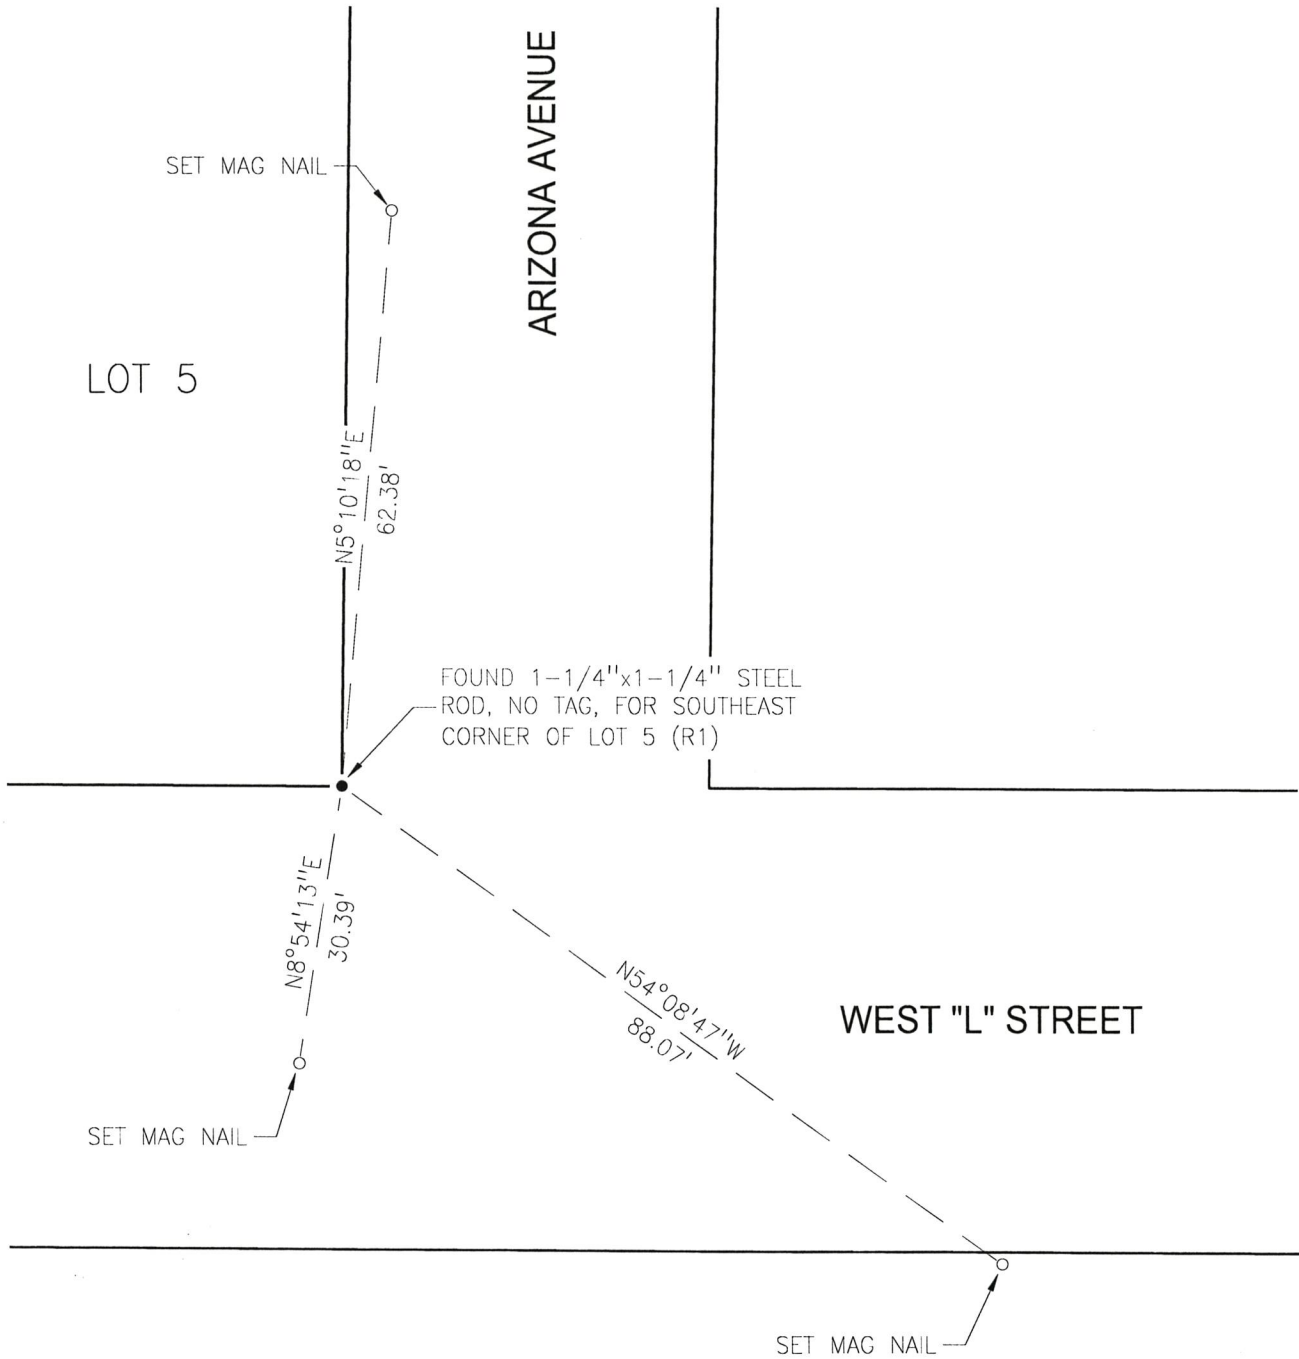 ARIZONA AVENUE
SET MAG NAIL
LOT 5
N5°10'18"E
62.38'
FOUND 1-1/4"x1-1/4" STEEL
ROD, NO TAG, FOR SOUTHEAST
CORNER OF LOT 5 (R1)
N8°54'13"E
30.39'
N54°08'47"W
88.07'
WEST "L" STREET
SET MAG NAIL
SET MAG NAIL